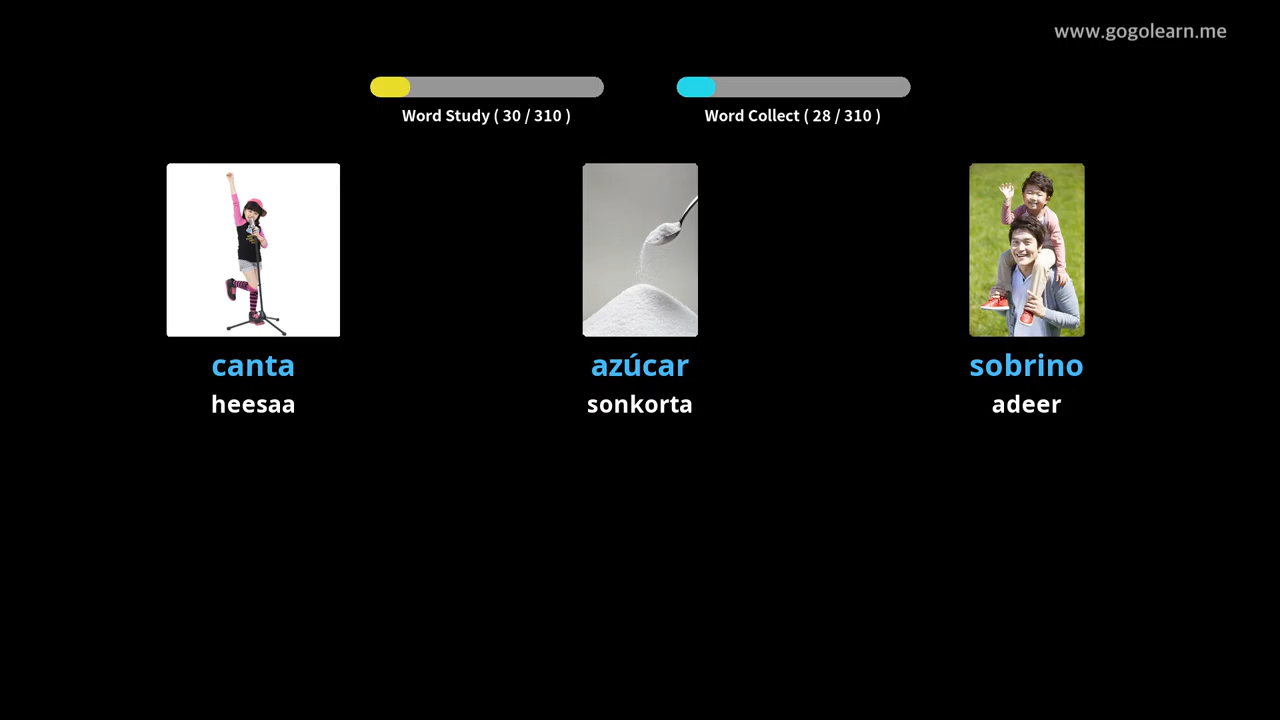 www.gogolearn.me
Word Study ( 30 / 310 )
Word Collect ( 28 / 310 )
canta
azúcar
sobrino
heesaa
sonkorta
adeer